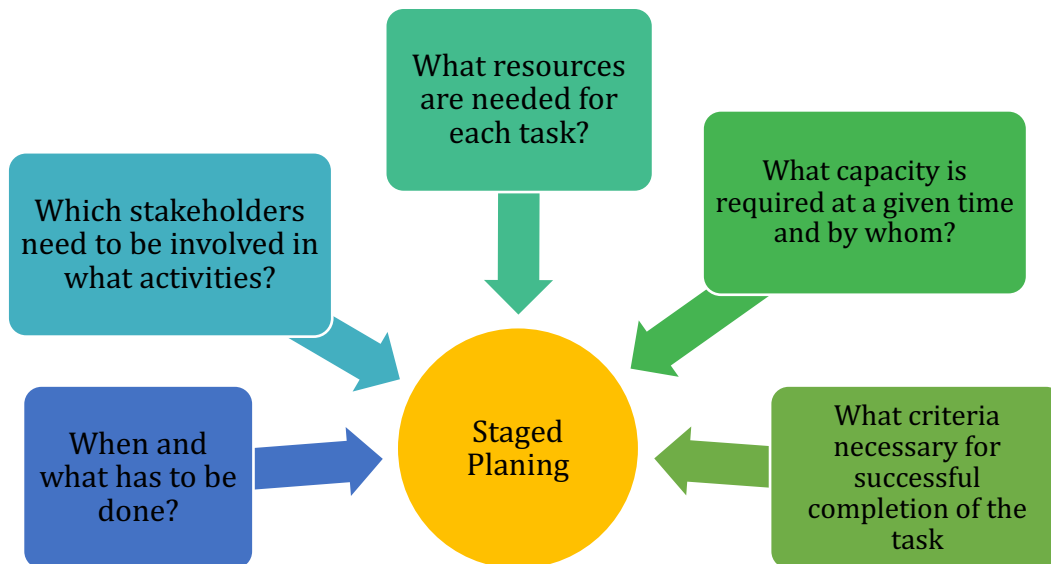 What resources
are needed for
each task?
What capacity is
required at a given time
and by whom?
Which stakeholders
need to be involved in
what activities?
When and
what has to be
done?
Staged
Planing
What criteria
necessary for
successful
completion of the
task